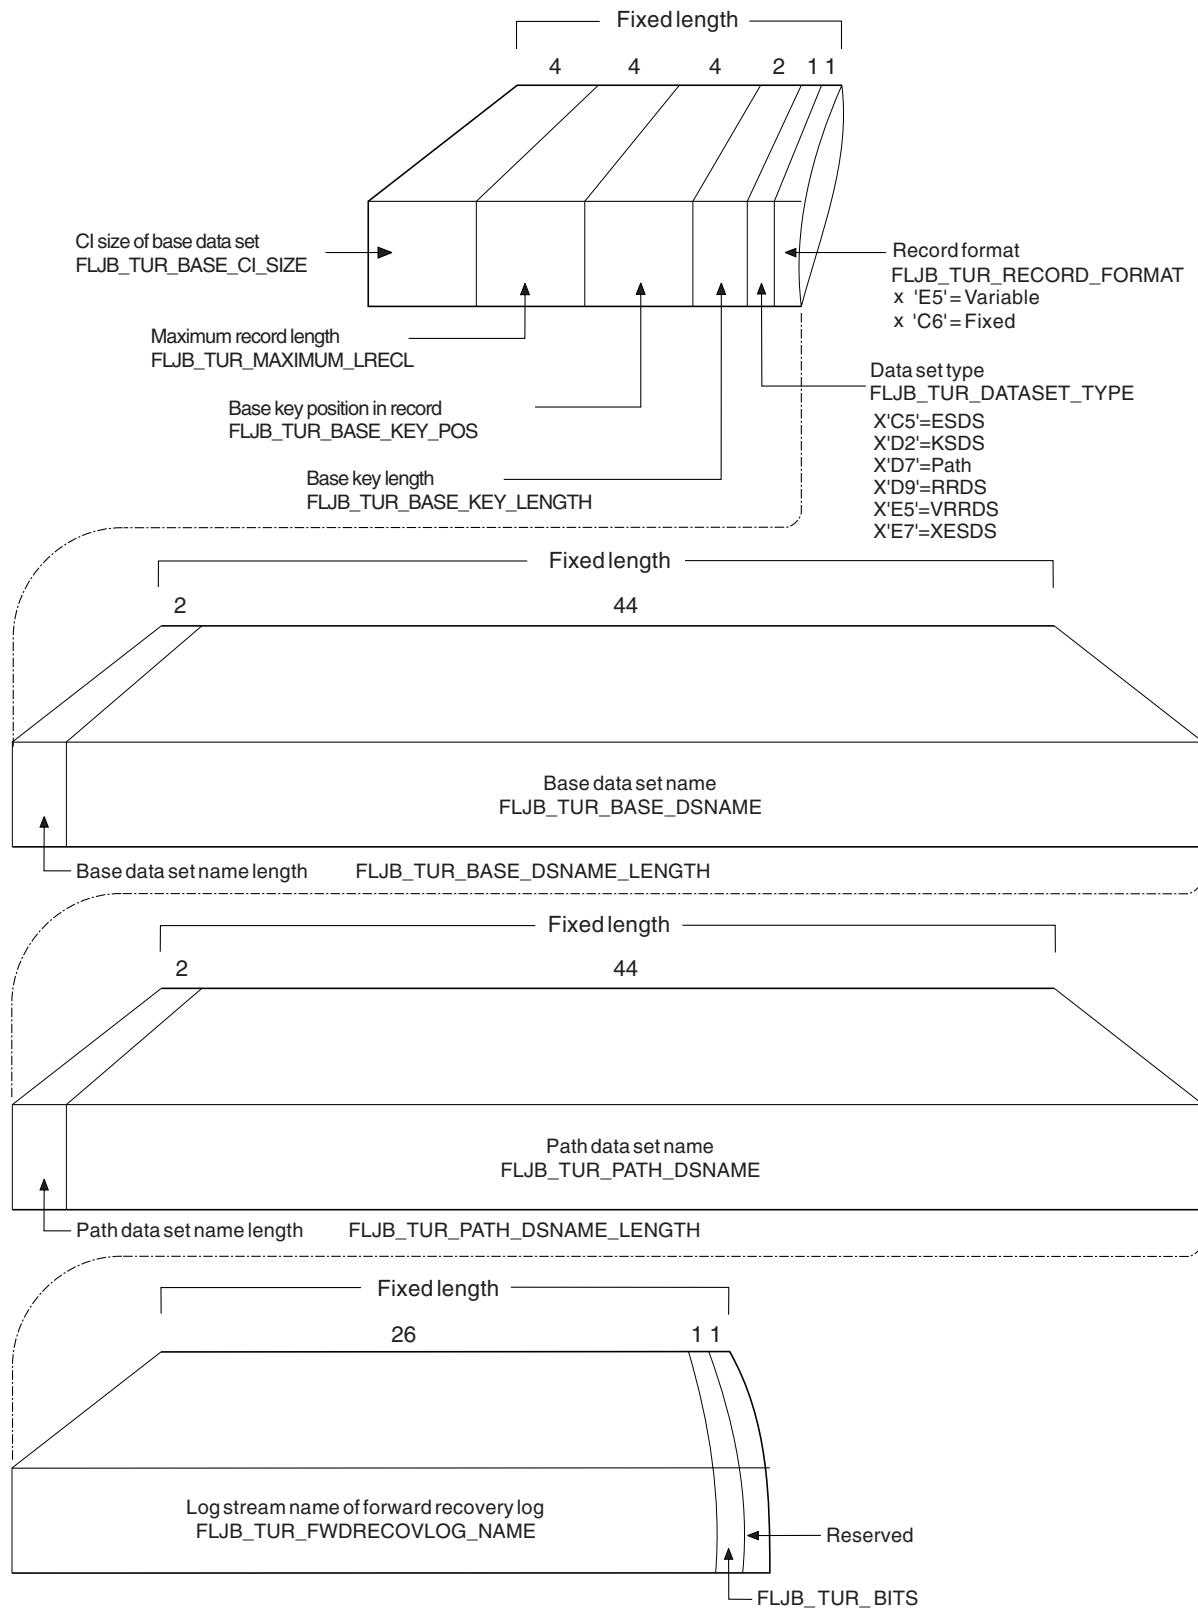 Fixed length
4 4 4 2 1 1
CI size of base data set
FLJB_TUR_BASE_CI_SIZE
Record format
FLJB_TUR_RECORD_FORMAT
x 'E5'=Variable
x 'C6'=Fixed
Maximum record length
FLJB_TUR_MAXIMUM_LRECL
Data set type
FLJB_TUR_DATASET_TYPE
X'C5'=ESDS
X'D2'=KSDS
X'D7'=Path
X'D9'=RRDS
X'E5'=VRRDS
X'E7'=XESDS
Base key position in record
FLJB_TUR_BASE_KEY_POS
Base key length
FLJB_TUR_BASE_KEY_LENGTH
Fixed length
2 44
Base data set name
FLJB_TUR_BASE_DSNAME
Base data set name length FLJB_TUR_BASE_DSNAME_LENGTH
Fixed length
2 44
Path data set name
FLJB_TUR_PATH_DSNAME
Path data set name length FLJB_TUR_PATH_DSNAME_LENGTH
Fixed length
26 1 1
Log stream name of forward recovery log
FLJB_TUR_FWDRECOVLOG_NAME
Reserved
FLJB_TUR_BITS